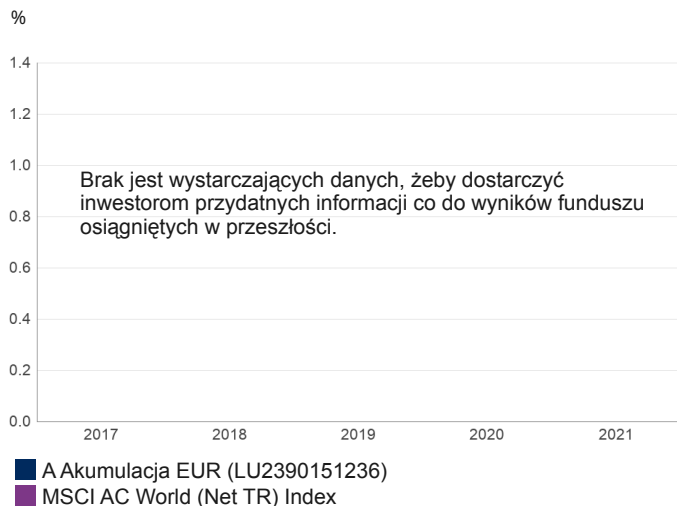 %
1.4
1.2
1.0
Brak jest wystarczających danych, żeby dostarczyć
inwestorom przydatnych informacji co do wyników funduszu
osiągniętych w przeszłości.
0.8
0.6
0.4
0.2
0.0
2017 2018 2019 2020 2021
A Akumulacja EUR (LU2390151236)
MSCI AC World (Net TR) Index